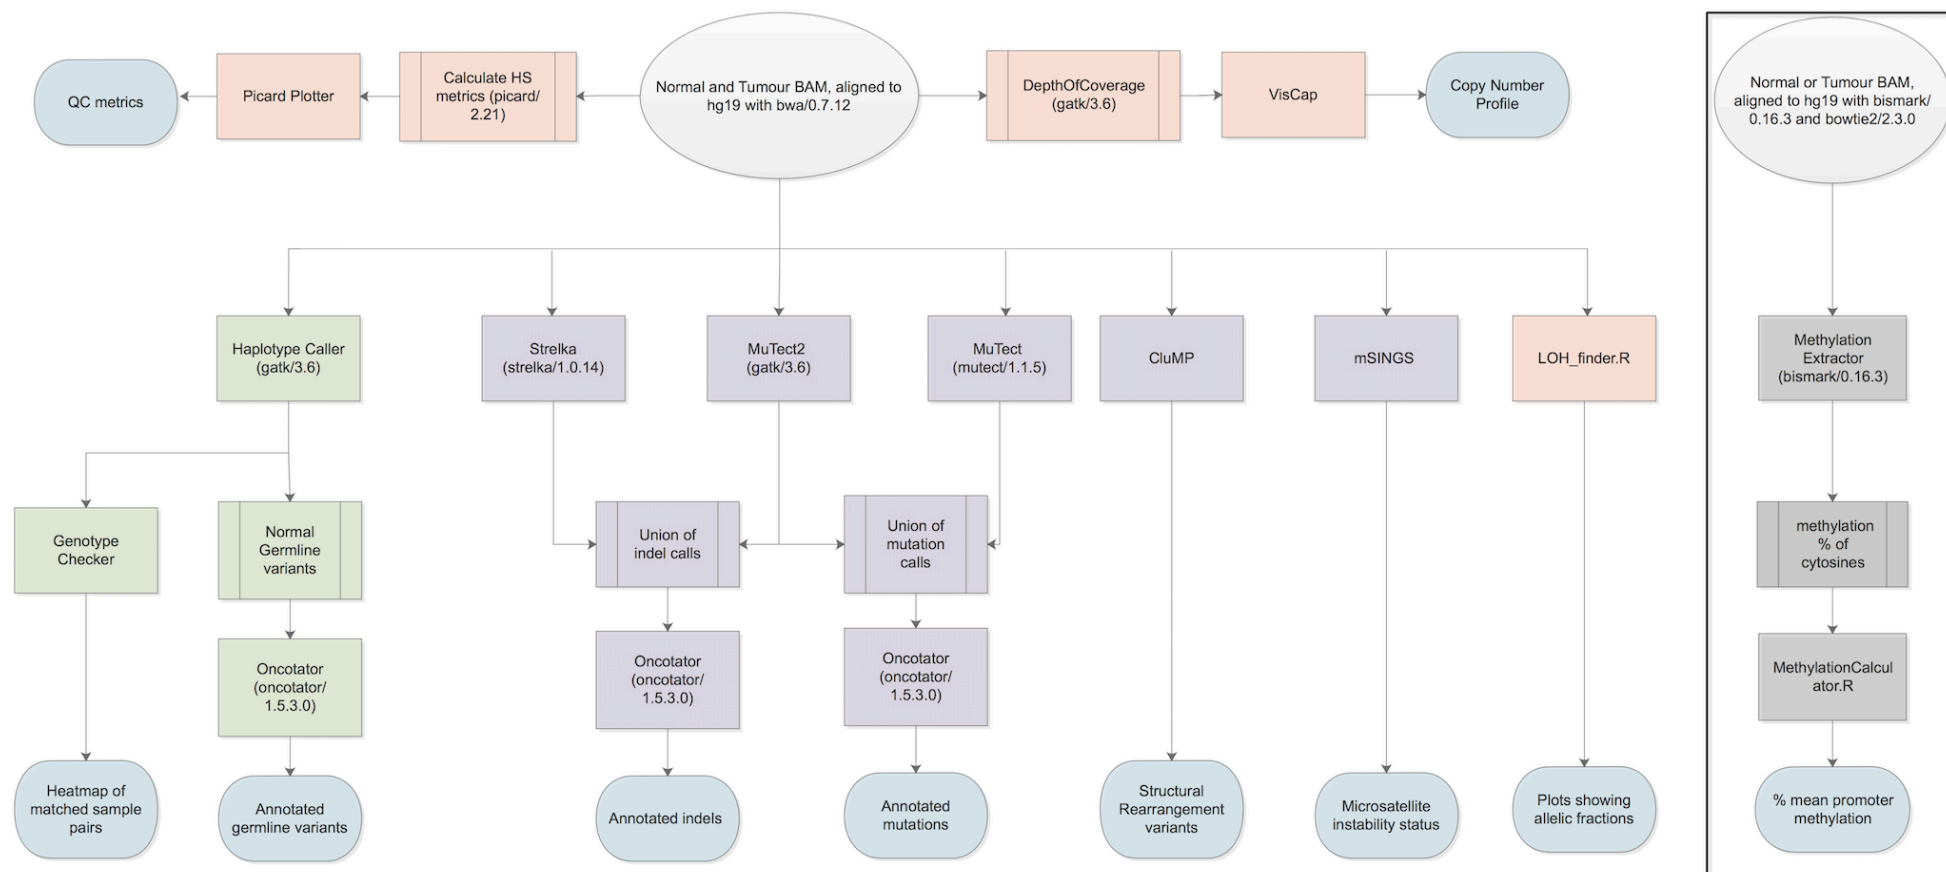 QC metrics
Picard Plotter
Calculate HS
metrics (picard/
2.21)
Normal and Tumour BAM, aligned to
hg19 with bwa/0.7.12
DepthOfCoverage
(gatk/3.6)
VisCap
Copy Number
Profile
Normal or Tumour BAM,
aligned to hg19 with bismark/
0.16.3 and bowtie2/2.3.0
Haplotype Caller
(gatk/3.6)
Strelka
(strelka/1.0.14)
MuTect2
(gatk/3.6)
MuTect
(mutect/1.1.5)
CluMP
mSINGS
LOH_finder.R
Methylation
Extractor
(bismark/0.16.3)
Genotype
Checker
Normal
Germline
variants
Union of
indel calls
Union of
mutation
calls
methylation
% of
cytosines
Oncotator
(oncotator/
1.5.3.0)
Oncotator
(oncotator/
1.5.3.0)
Oncotator
(oncotator/
1.5.3.0)
MethylationCalcul
ator.R
Heatmap of
matched sample
pairs
Annotated
germline variants
Annotated indels
Annotated
mutations
Structural
Rearrangement
variants
Microsatellite
instability status
Plots showing
allelic fractions
% mean promoter
methylation